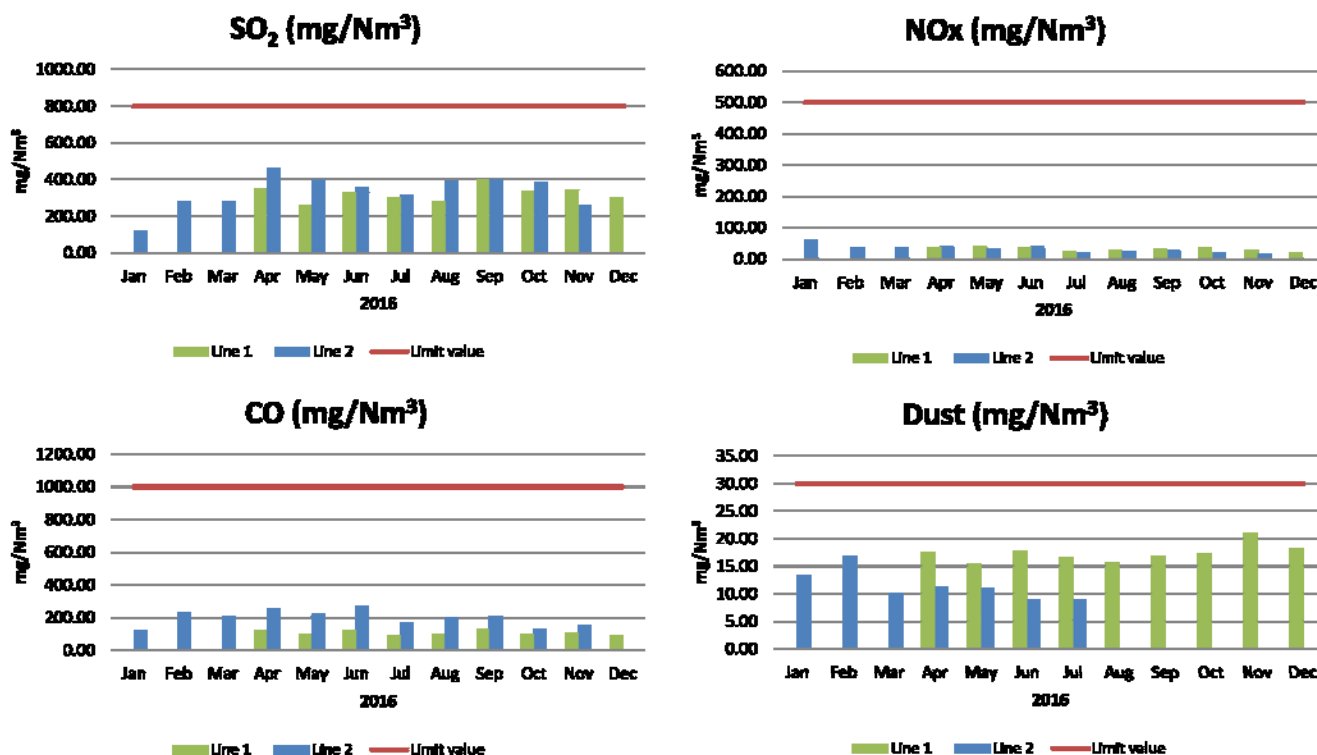 SO₂ (mg/Nm³)
1000.00
800.00
600.00
400.00
200.00
0.00
mg/Nm³
Jan Feb Mar Apr May Jun Jul Aug Sep Oct Nov Dec
2016
Line 1 Line 2 Limit value
NOx (mg/Nm³)
600.00
500.00
400.00
300.00
200.00
100.00
0.00
mg/Nm³
Jan Feb Mar Apr May Jun Jul Aug Sep Oct Nov Dec
2016
Line 1 Line 2 Limit value
CO (mg/Nm³)
1200.00
1000.00
800.00
600.00
400.00
200.00
0.00
mg/Nm³
Jan Feb Mar Apr May Jun Jul Aug Sep Oct Nov Dec
2016
Line 1 Line 2 Limit value
Dust (mg/Nm³)
35.00
30.00
25.00
20.00
15.00
10.00
5.00
0.00
mg/Nm³
Jan Feb Mar Apr May Jun Jul Aug Sep Oct Nov Dec
2016
Line 1 Line 2 Limit value